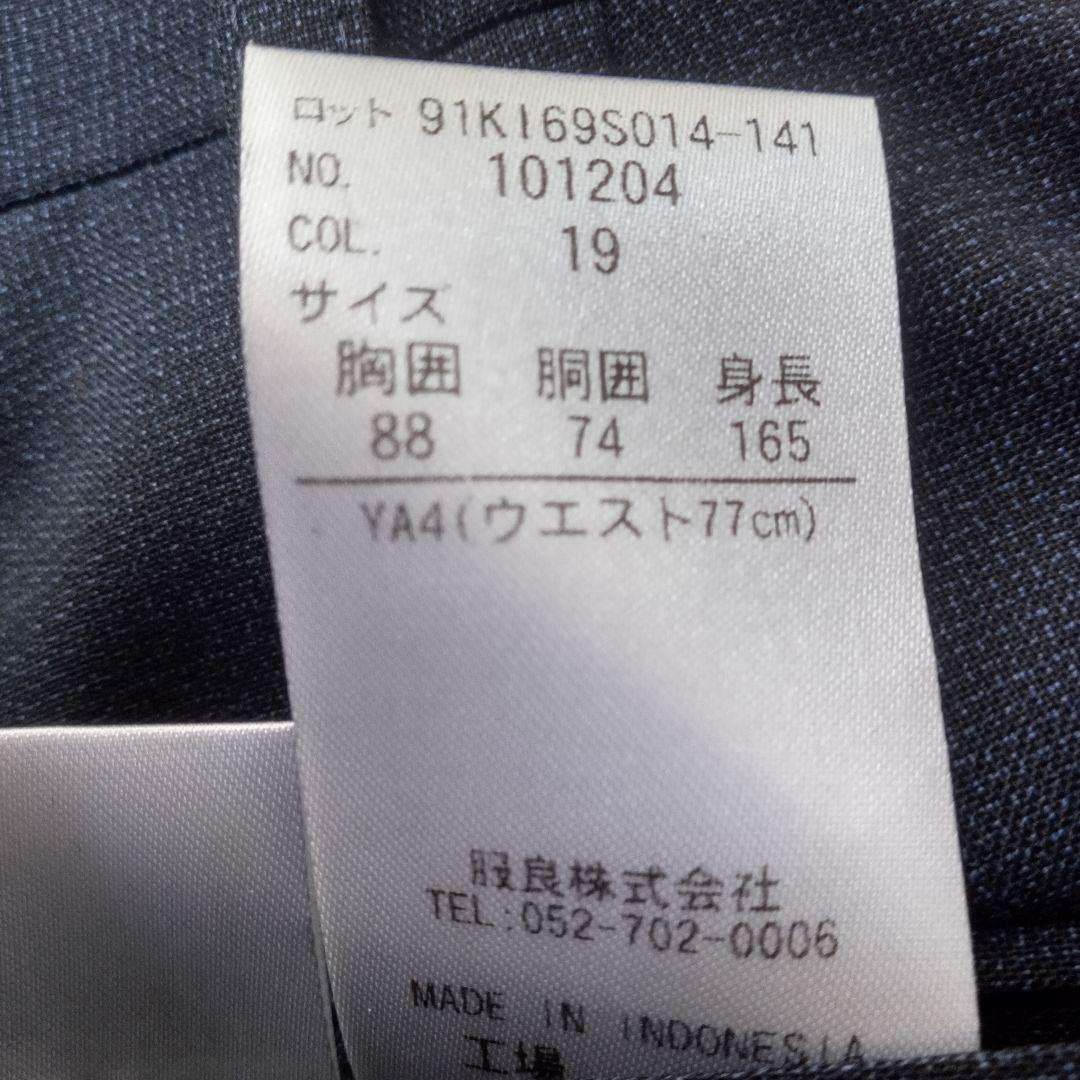 ロット 91KI69S014-141
NO. 101204
COL. 19
サイズ
胸囲 胴囲 身長
88 74 165
YA4(ウエスト77cm)
服良株式会社
TEL:052-702-0006
MADE IN INDONESIA
工場